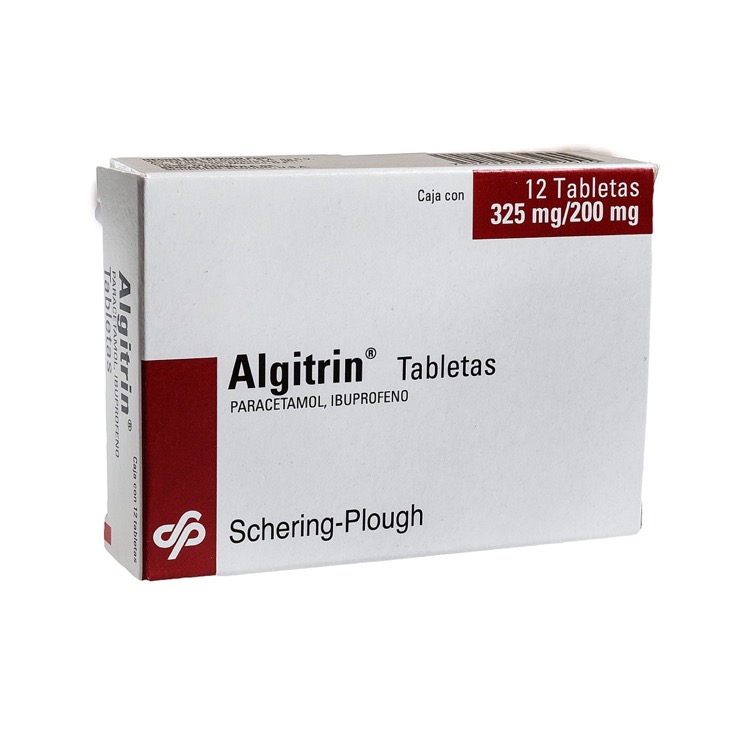 Caja con
12 Tabletas
325 mg/200 mg
Algitrin® Tabletas
PARACETAMOL, IBUPROFENO
Schering-Plough
Algitrin®
PARACETAMOL, IBUPROFENO
Tabletas
Caja con 12 tabletas